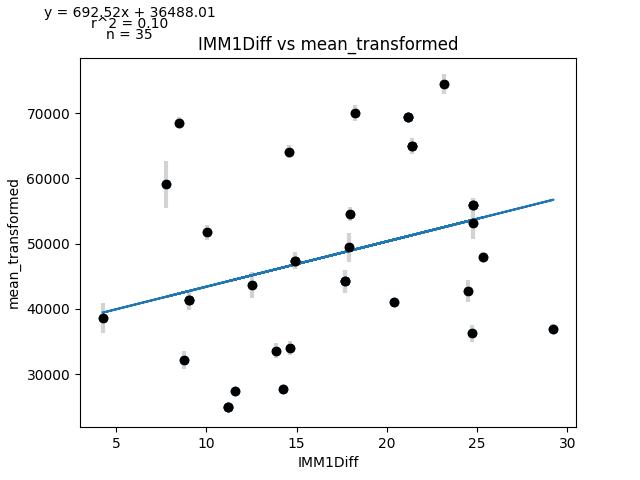 y = 692.52x + 36488.01
r^2 = 0.10
n = 35
IMM1Diff vs mean_transformed
70000
60000
50000
40000
30000
mean_transformed
5 10 15 20 25 30
IMM1Diff